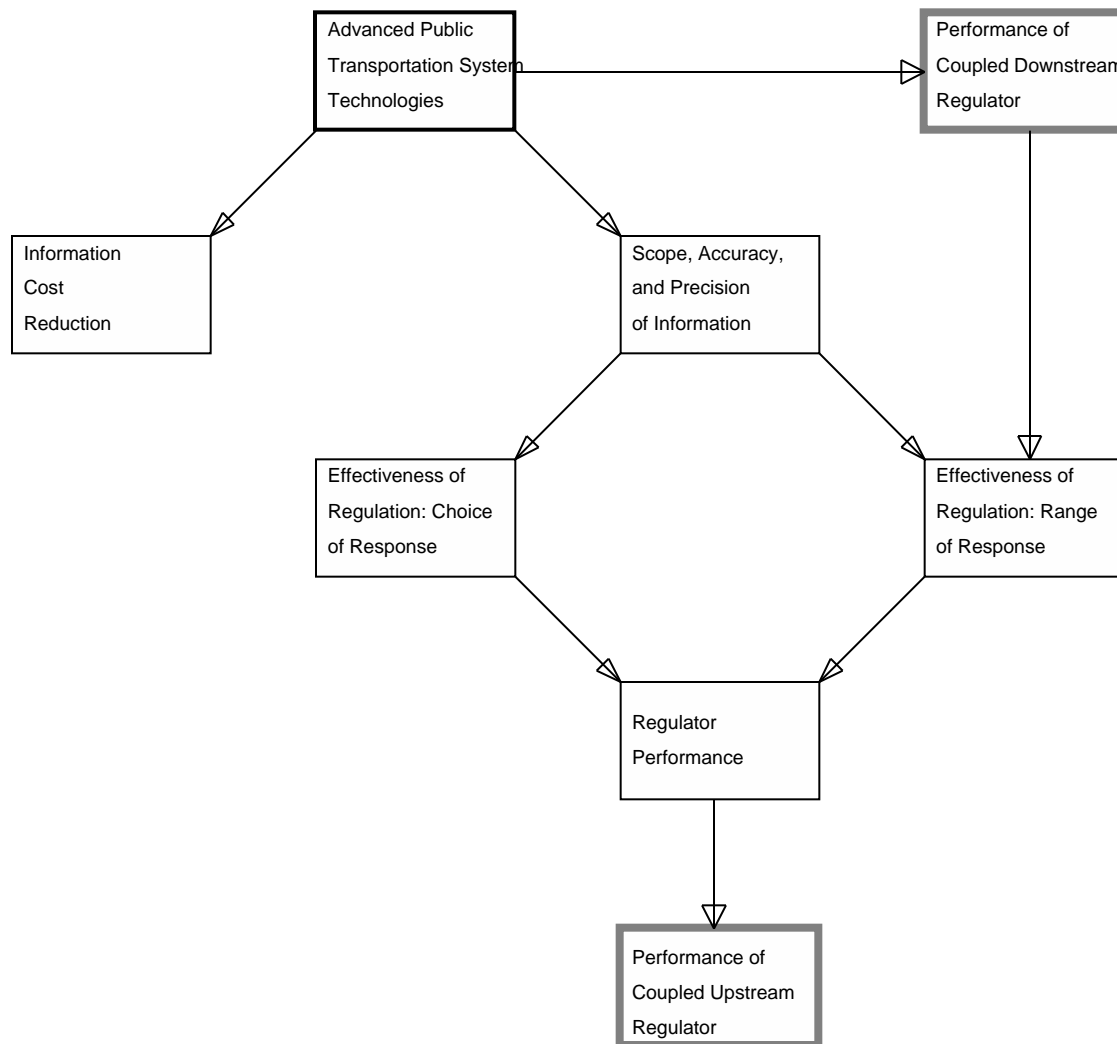 Advanced Public
Transportation System
Technologies
Performance of
Coupled Downstream
Regulator
Information
Cost
Reduction
Scope, Accuracy,
and Precision
of Information
Effectiveness of
Regulation: Choice
of Response
Effectiveness of
Regulation: Range
of Response
Regulator
Performance
Performance of
Coupled Upstream
Regulator